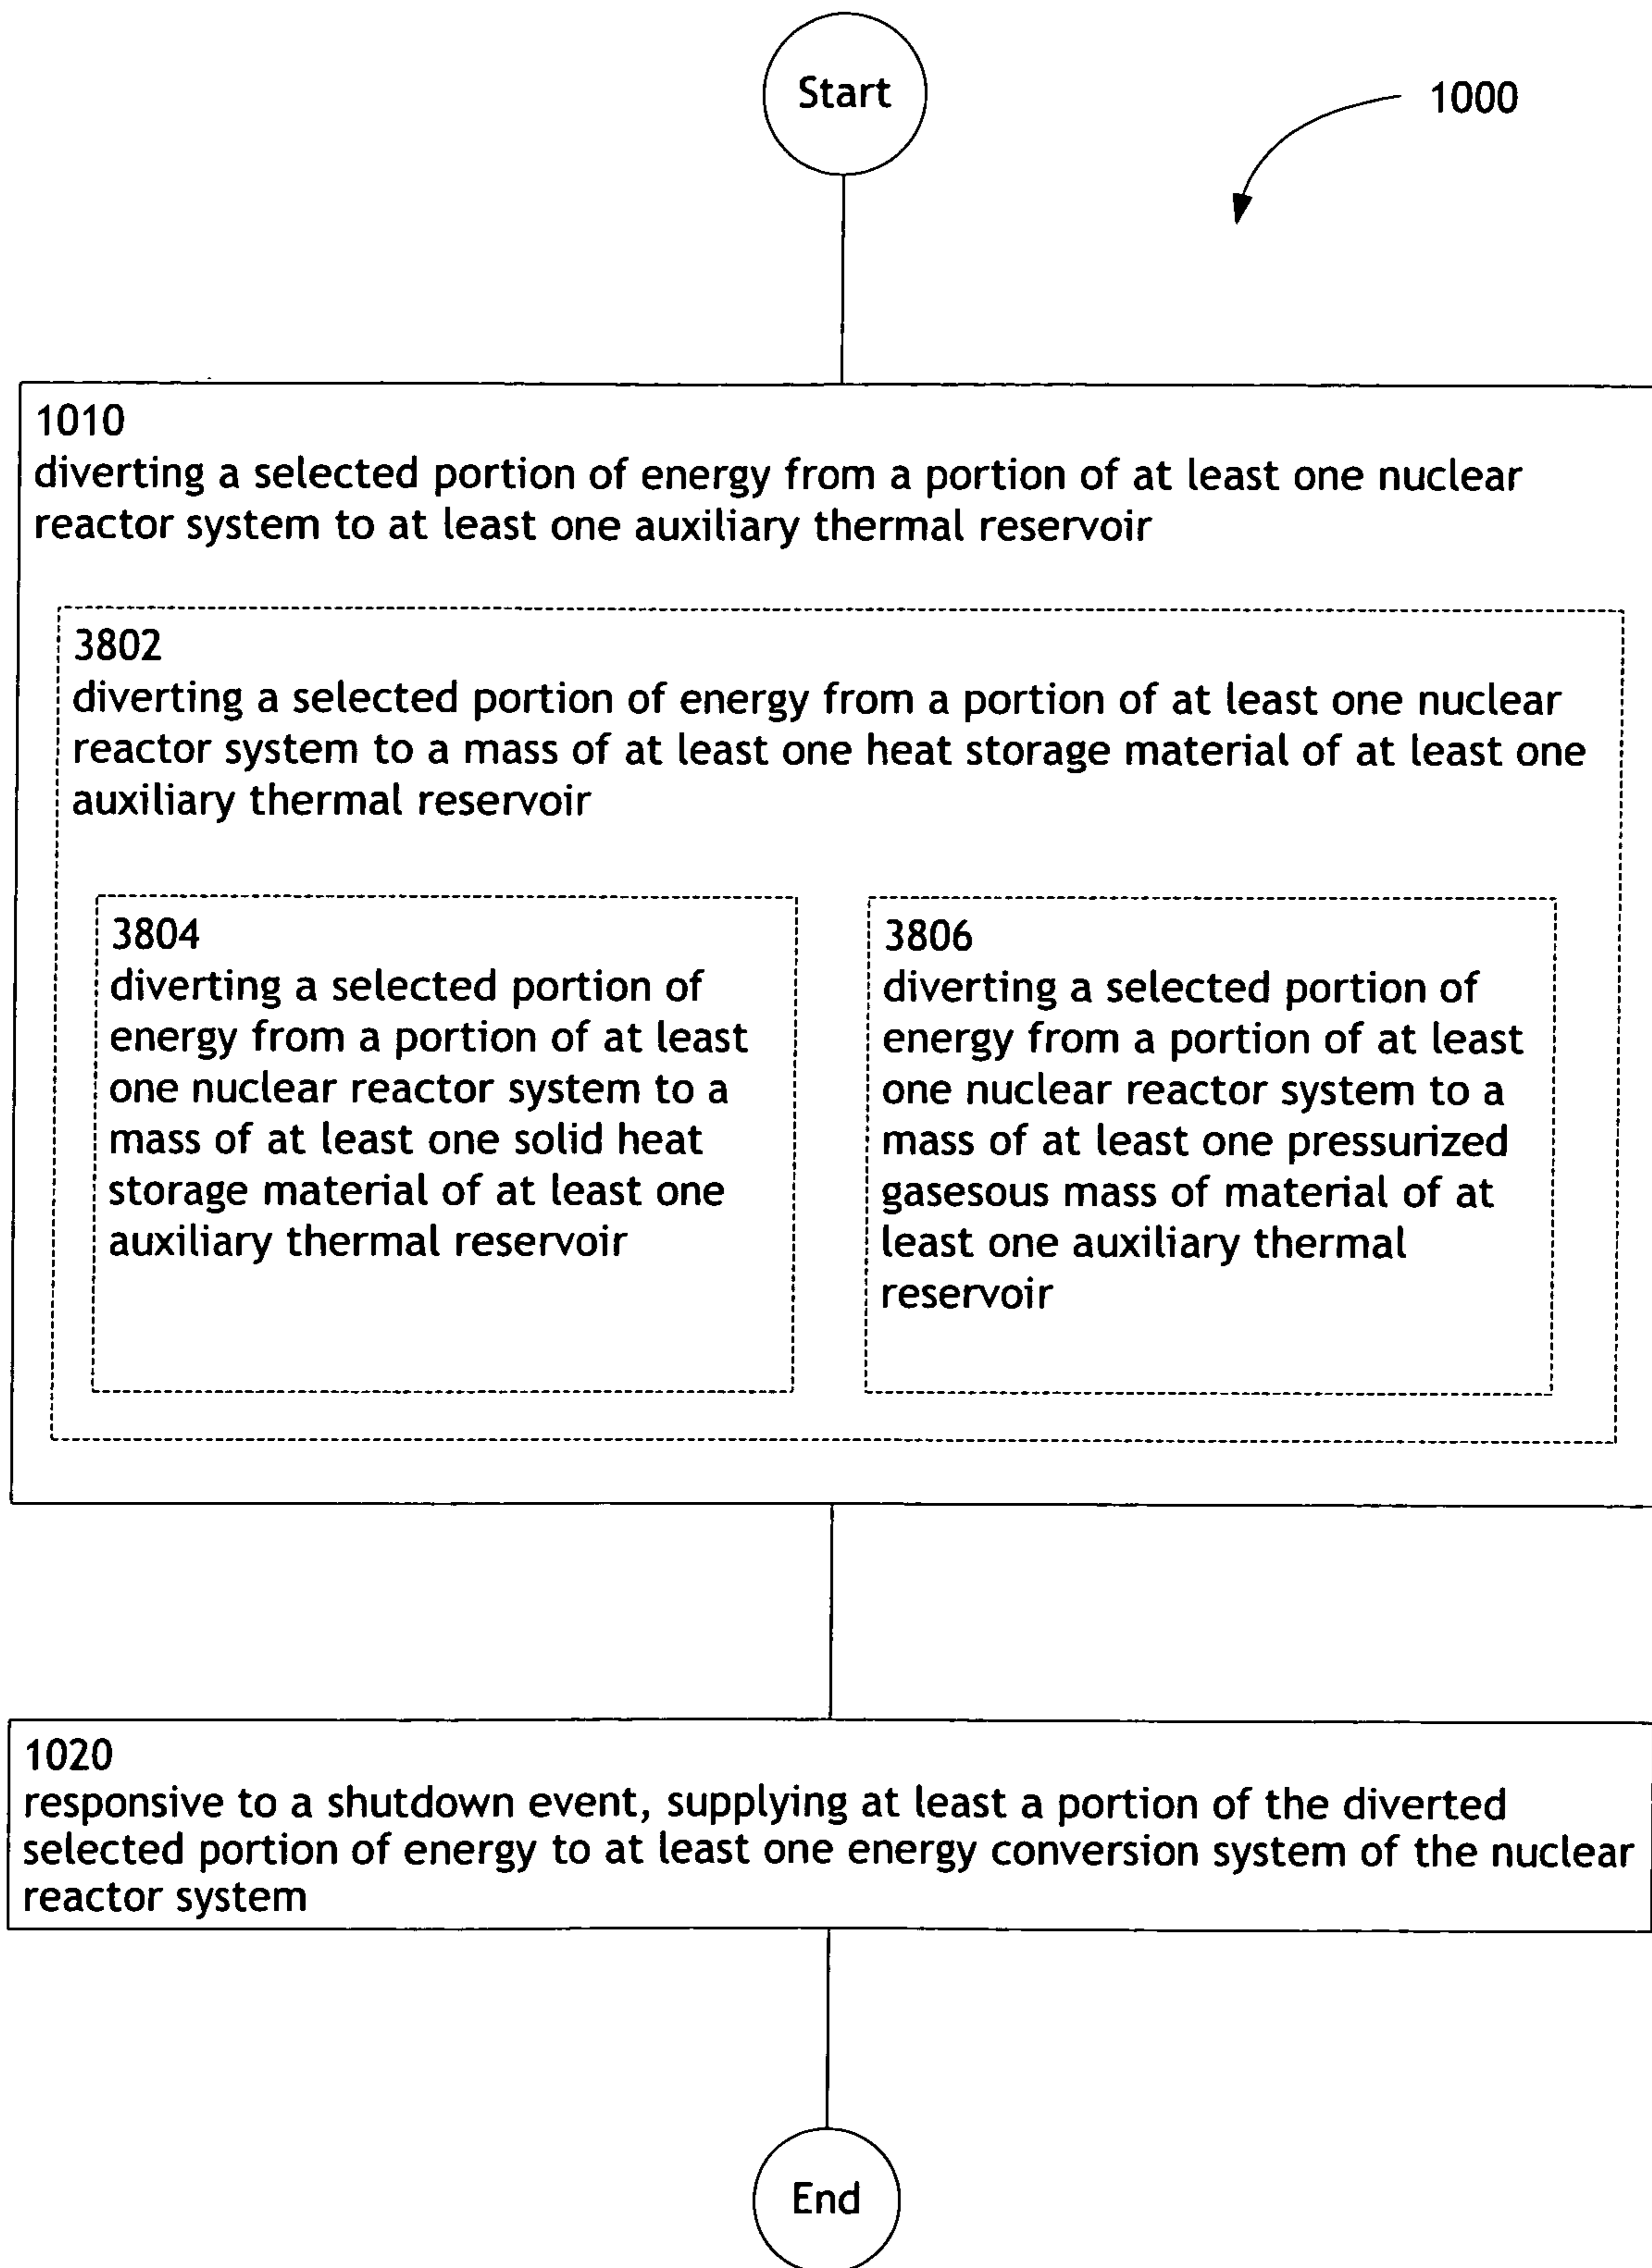 Start
1000
1010
diverting a selected portion of energy from a portion of at least one nuclear
reactor system to at least one auxiliary thermal reservoir
3802
diverting a selected portion of energy from a portion of at least one nuclear
reactor system to a mass of at least one heat storage material of at least one
auxiliary thermal reservoir
3804
diverting a selected portion of
energy from a portion of at least
one nuclear reactor system to a
mass of at least one solid heat
storage material of at least one
auxiliary thermal reservoir
3806
diverting a selected portion of
energy from a portion of at least
one nuclear reactor system to a
mass of at least one pressurized
gasesous mass of material of at
least one auxiliary thermal
reservoir
1020
responsive to a shutdown event, supplying at least a portion of the diverted
selected portion of energy to at least one energy conversion system of the nuclear
reactor system
End